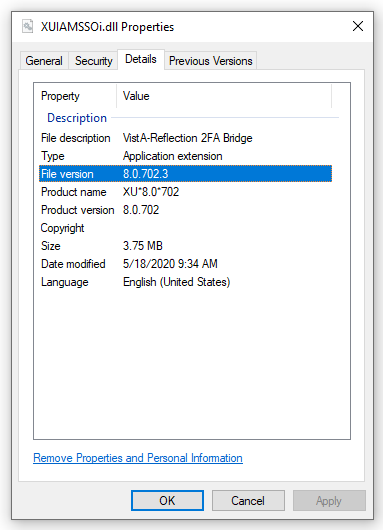 XUIAMSSOi.dll Properties
General Security Details Previous Versions
Property Value
Description
File description VistA-Reflection 2FA Bridge
Type Application extension
File version 8.0.702.3
Product name XU*8.0*702
Product version 8.0.702
Copyright
Size 3.75 MB
Date modified 5/18/2020 9:34 AM
Language English (United States)
Remove Properties and Personal Information
OK Cancel Apply